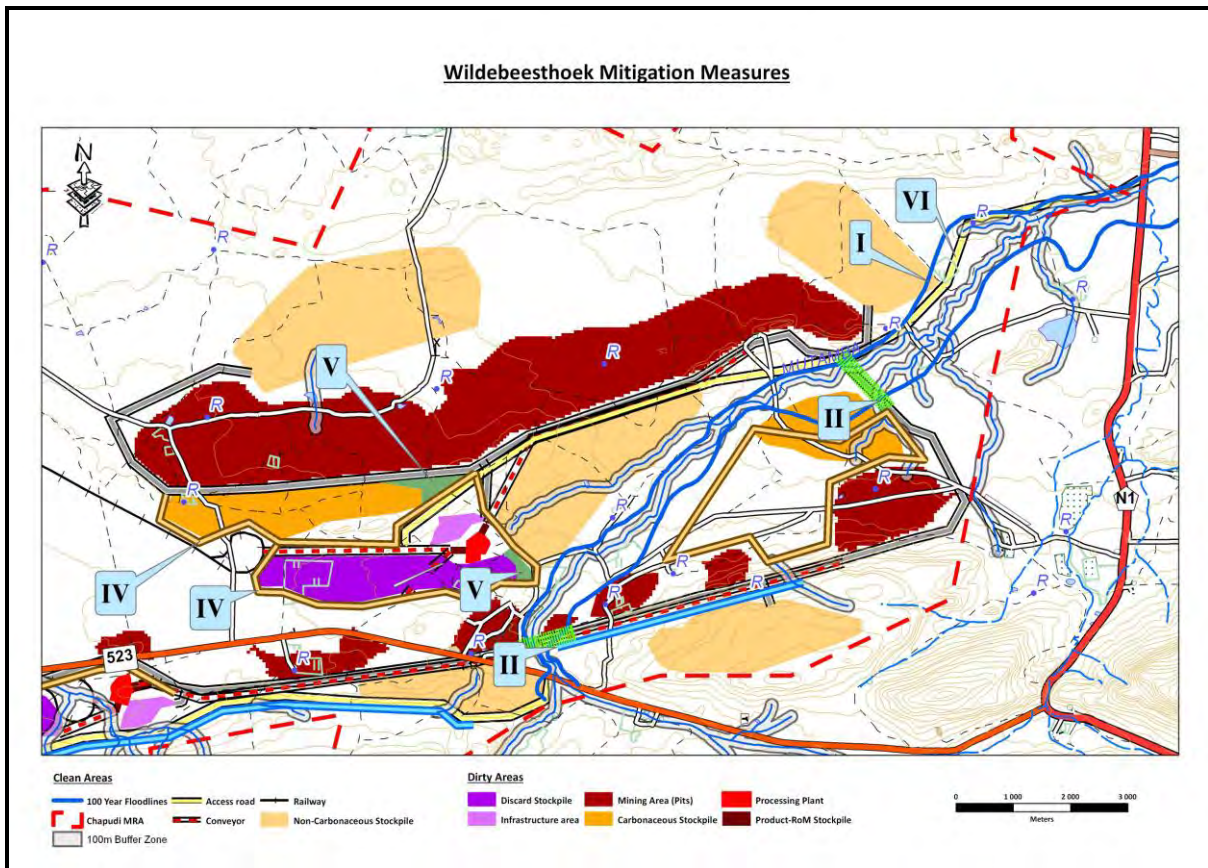 Wildebeesthoek Mitigation Measures
N
VI
I
R
R
R
R
R
V
R
R
R
R
MUTAMBA
II
R
R
N1
R
R
IV
IV
V
R
R
R
R
523
R
R
II
Clean Areas
Dirty Areas
100 Year Floodlines
Access road
Railway
Discard Stockpile
Mining Area (Pits)
Processing Plant
Chapudi MRA
Conveyor
Non-Carbonaceous Stockpile
Infrastructure area
Carbonaceous Stockpile
Product-RoM Stockpile
100m Buffer Zone
0 1 000 2 000 3 000
Meters